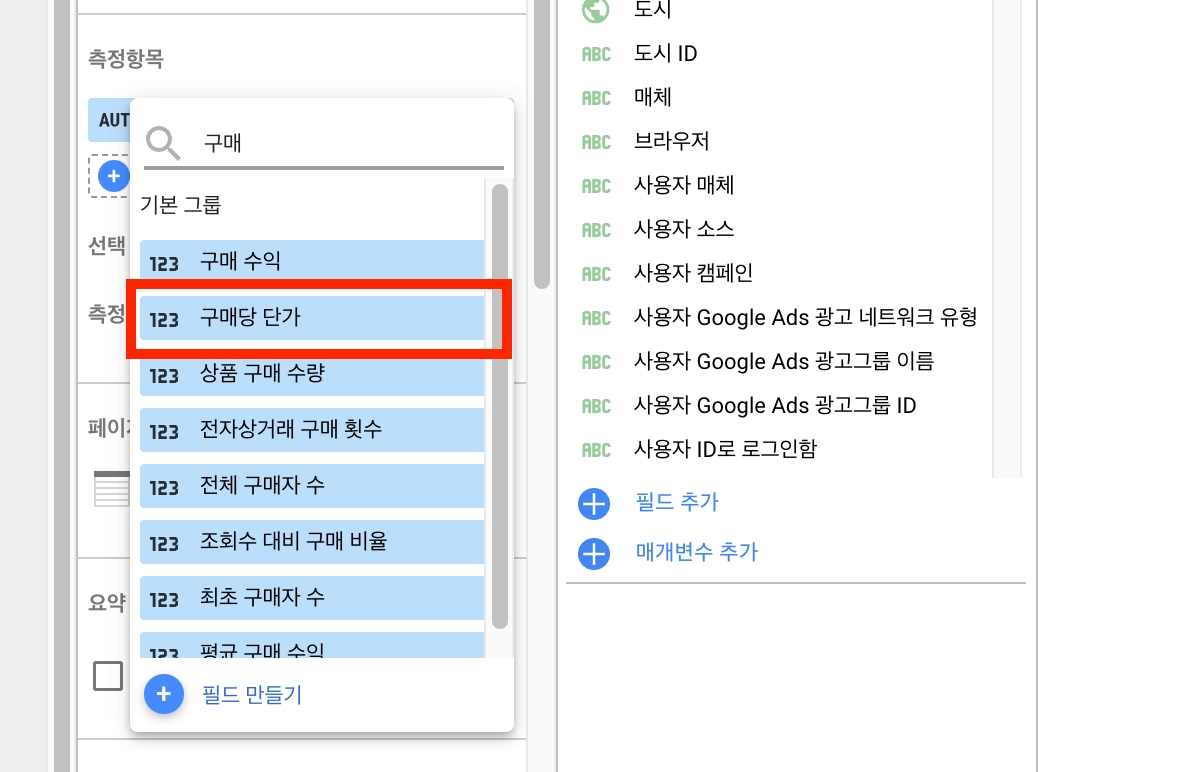 측정항목
AUT
구매
기본 그룹
123 구매 수익
123 구매당 단가
123 상품 구매 수량
123 전자상거래 구매 횟수
123 전체 구매자 수
123 조회수 대비 구매 비율
123 최초 구매자 수
123 평균 구매 수익
필드 만들기
선택
측정
페이지
요약
도시
ABC 도시 ID
ABC 매체
ABC 브라우저
ABC 사용자 매체
ABC 사용자 소스
ABC 사용자 캠페인
ABC 사용자 Google Ads 광고 네트워크 유형
ABC 사용자 Google Ads 광고그룹 이름
ABC 사용자 Google Ads 광고그룹 ID
ABC 사용자 ID로 로그인함
필드 추가
매개변수 추가